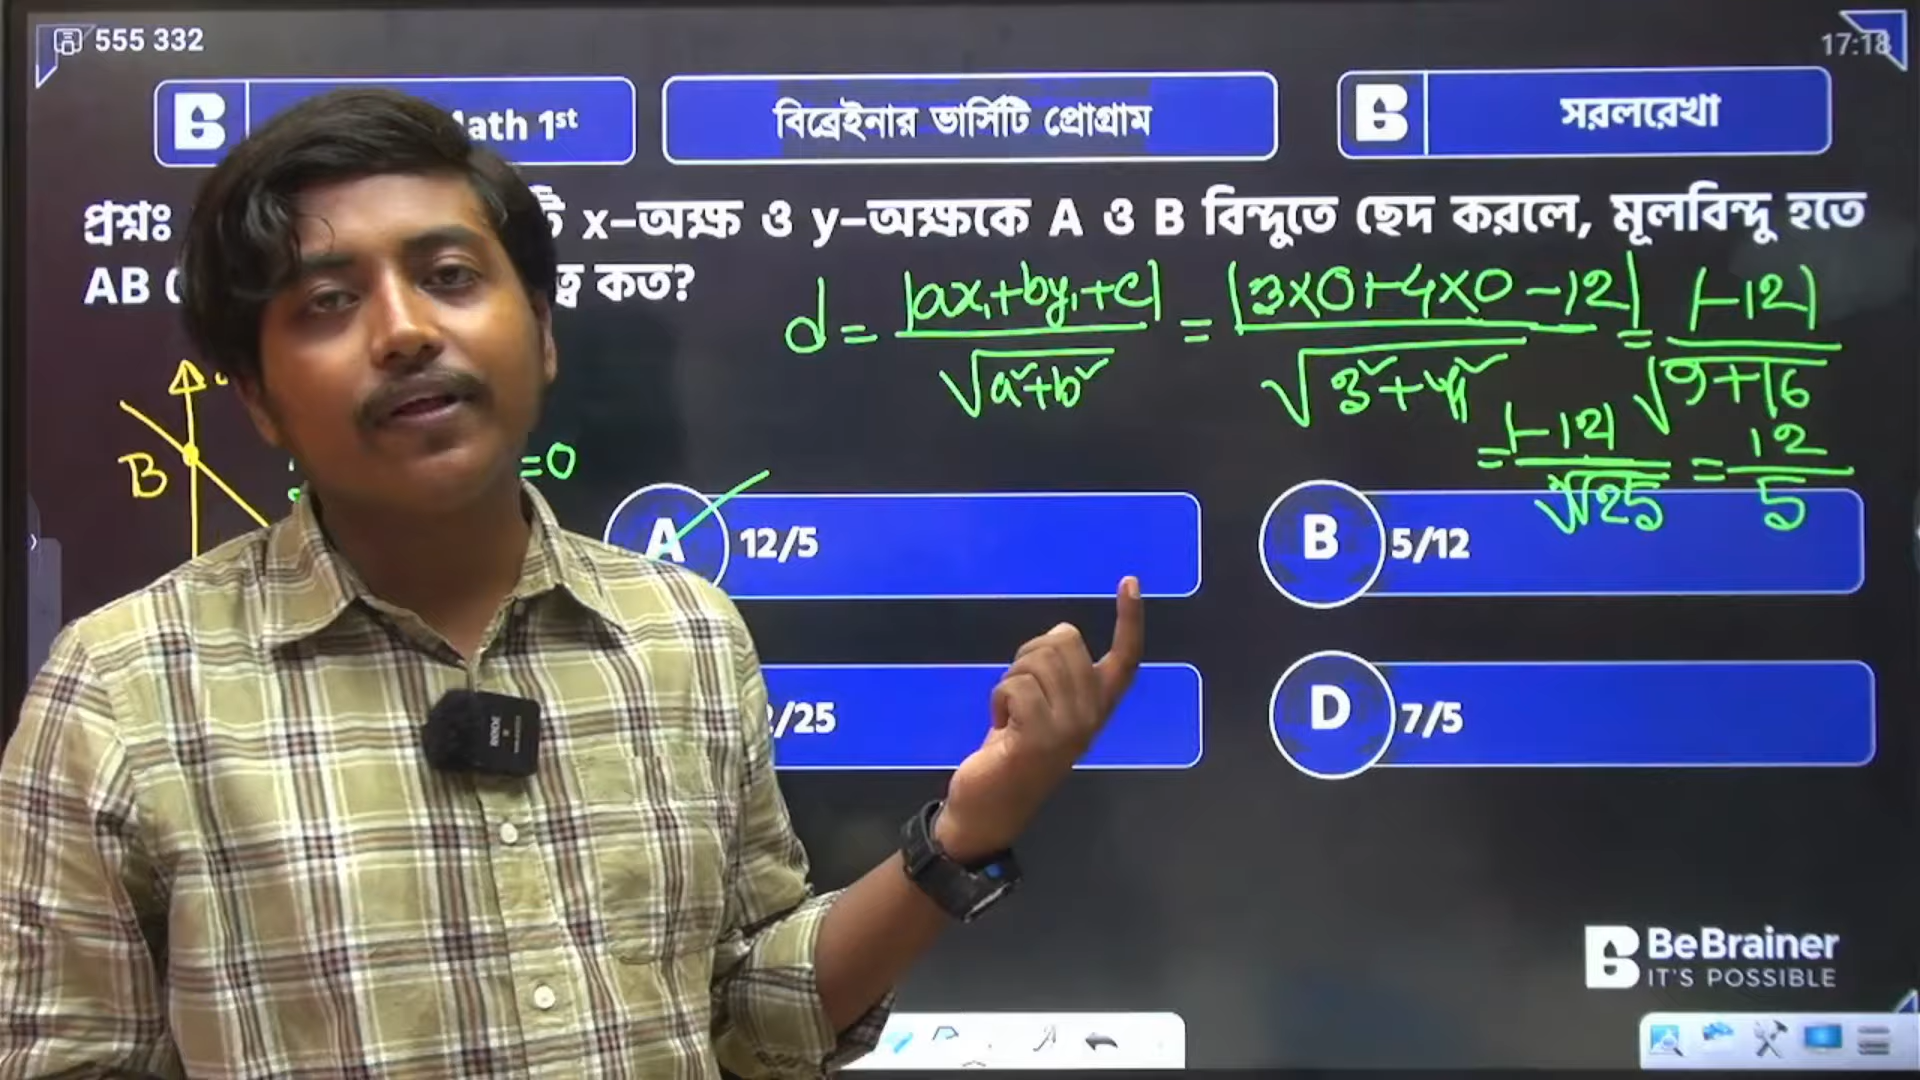 555 332
17:18
Math 1st
বিব্রেইনার ভার্সিটি প্রোগ্রাম
সরলরেখা
প্রশ্নঃ x-অক্ষ ও y-অক্ষকে A ও B বিন্দুতে ছেদ করলে, মূলবিন্দু হতে
AB কত?
d = |ax₁+by₁+c| / √(a²+b²) = |3×0+4×0-12| / √(3²+4²) = |-12| / √(9+16)
= |-12| / √25 = 12/5
B
=0
A 12/5
B 5/12
/25
D 7/5
BeBrainer
IT'S POSSIBLE